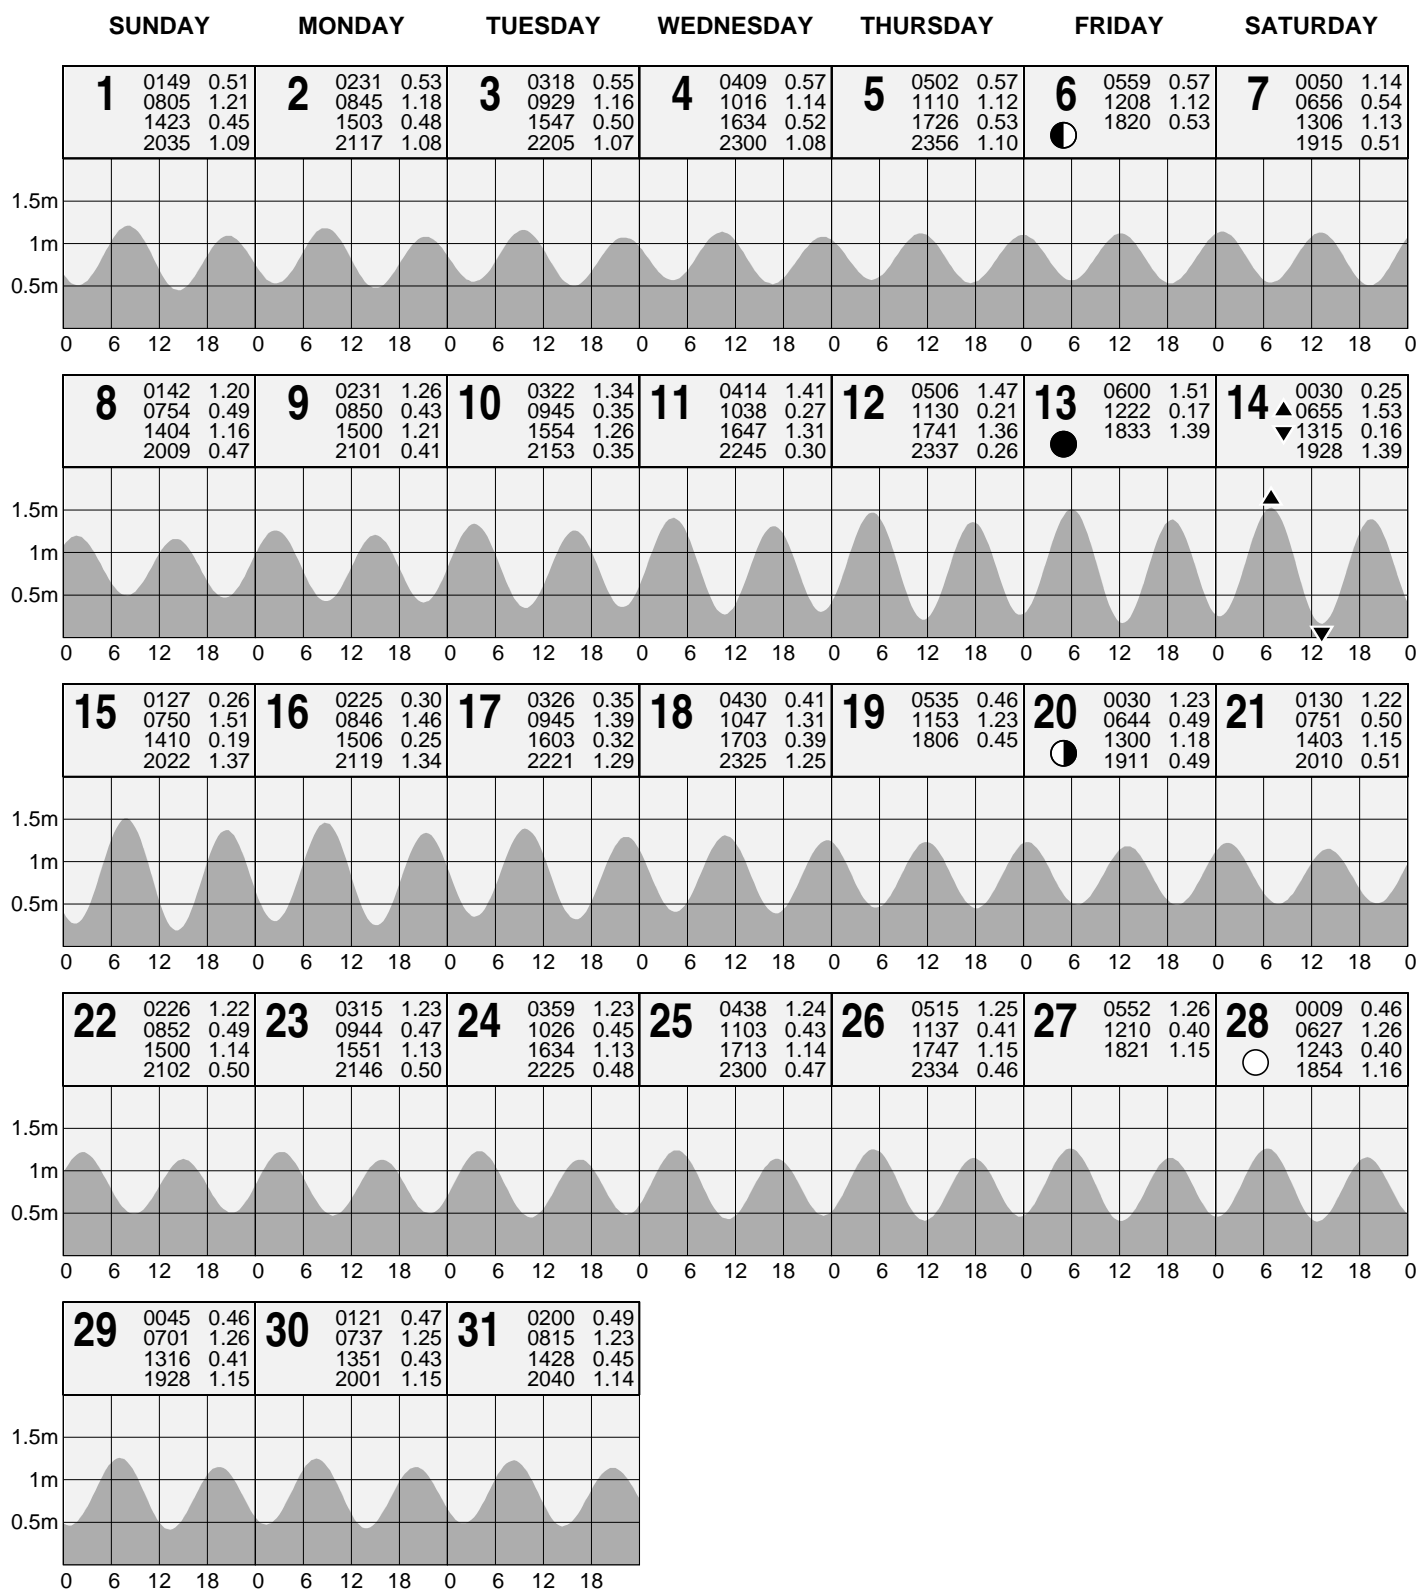 SUNDAY MONDAY TUESDAY WEDNESDAY THURSDAY FRIDAY SATURDAY
1 0149 0.51 2 0231 0.53 3 0318 0.55 4 0409 0.57 5 0502 0.57 6 0559 0.57 7 0050 1.14
0805 1.21 0845 1.18 0929 1.16 1016 1.14 1110 1.12 1208 1.12 0656 0.54
1423 0.45 1503 0.48 1547 0.50 1634 0.52 1726 0.53 1820 0.53 1306 1.13
2035 1.09 2117 1.08 2205 1.07 2300 1.08 2356 1.10 1915 0.51
1.5m
1m
0.5m
0 6 12 18 0 6 12 18 0 6 12 18 0 6 12 18 0 6 12 18 0 6 12 18 0 6 12 18 0
8 0142 1.20 9 0231 1.26 10 0322 1.34 11 0414 1.41 12 0506 1.47 13 0600 1.51 14 0030 0.25
0754 0.49 0850 0.43 0945 0.35 1038 0.27 1130 0.21 1222 0.17 0655 1.53
1404 1.16 1500 1.21 1554 1.26 1647 1.31 1741 1.36 1833 1.39 1315 0.16
2009 0.47 2101 0.41 2153 0.35 2245 0.30 2337 0.26 1928 1.39
1.5m
1m
0.5m
0 6 12 18 0 6 12 18 0 6 12 18 0 6 12 18 0 6 12 18 0 6 12 18 0 6 12 18 0
15 0127 0.26 16 0225 0.30 17 0326 0.35 18 0430 0.41 19 0535 0.46 20 0030 1.23 21 0130 1.22
0750 1.51 0846 1.46 0945 1.39 1047 1.31 1153 1.23 0644 0.49 0751 0.50
1410 0.19 1506 0.25 1603 0.32 1703 0.39 1806 0.45 1300 1.18 1403 1.15
2022 1.37 2119 1.34 2221 1.29 2325 1.25 1911 0.49 2010 0.51
1.5m
1m
0.5m
0 6 12 18 0 6 12 18 0 6 12 18 0 6 12 18 0 6 12 18 0 6 12 18 0 6 12 18 0
22 0226 1.22 23 0315 1.23 24 0359 1.23 25 0438 1.24 26 0515 1.25 27 0552 1.26 28 0009 0.46
0852 0.49 0944 0.47 1026 0.45 1103 0.43 1137 0.41 1210 0.40 0627 1.26
1500 1.14 1551 1.13 1634 1.13 1713 1.14 1747 1.15 1821 1.15 1243 0.40
2102 0.50 2146 0.50 2225 0.48 2300 0.47 2334 0.46 1854 1.16
1.5m
1m
0.5m
0 6 12 18 0 6 12 18 0 6 12 18 0 6 12 18 0 6 12 18 0 6 12 18 0 6 12 18 0
29 0045 0.46 30 0121 0.47 31 0200 0.49
0701 1.26 0737 1.25 0815 1.23
1316 0.41 1351 0.43 1428 0.45
1928 1.15 2001 1.15 2040 1.14
1.5m
1m
0.5m
0 6 12 18 0 6 12 18 0 6 12 18